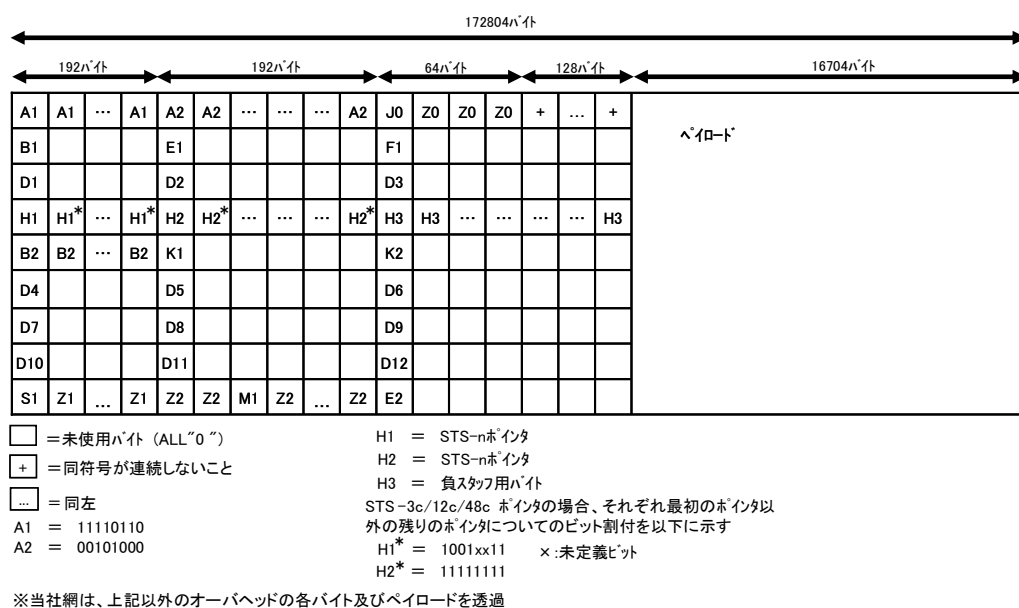 172804ﾊﾞｲﾄ
192ﾊﾞｲﾄ 192ﾊﾞｲﾄ 64ﾊﾞｲﾄ 128ﾊﾞｲﾄ 16704ﾊﾞｲﾄ
A1 A1 … A1 A2 A2 … … … A2 J0 Z0 Z0 Z0 + … +
ﾍﾟｲﾛｰﾄﾞ
B1 E1 F1
D1 D2 D3
H1 H1* … H1* H2 H2* … … … H2* H3 H3 … … … … H3
B2 B2 … B2 K1 K2
D4 D5 D6
D7 D8 D9
D10 D11 D12
S1 Z1 … Z1 Z2 Z2 M1 Z2 … Z2 E2
＝未使用ﾊﾞｲﾄ (ALL"0 ")
+ ＝同符号が連続しないこと
… ＝同左
A1 ＝ 11110110
A2 ＝ 00101000
H1 ＝ STS-nﾎﾟｲﾝﾀ
H2 ＝ STS-nﾎﾟｲﾝﾀ
H3 ＝ 負ｽﾀｯﾌ用ﾊﾞｲﾄ
STS-3c/12c/48c ﾎﾟｲﾝﾀの場合、それぞれ最初のﾎﾟｲﾝﾀ以
外の残りのﾎﾟｲﾝﾀについてのビット割付を以下に示す
H1* ＝ 1001xx11 ×:未定義ﾋﾞｯﾄ
H2* ＝ 11111111
※当社網は、上記以外のオーバヘッドの各バイト及びペイロードを透過